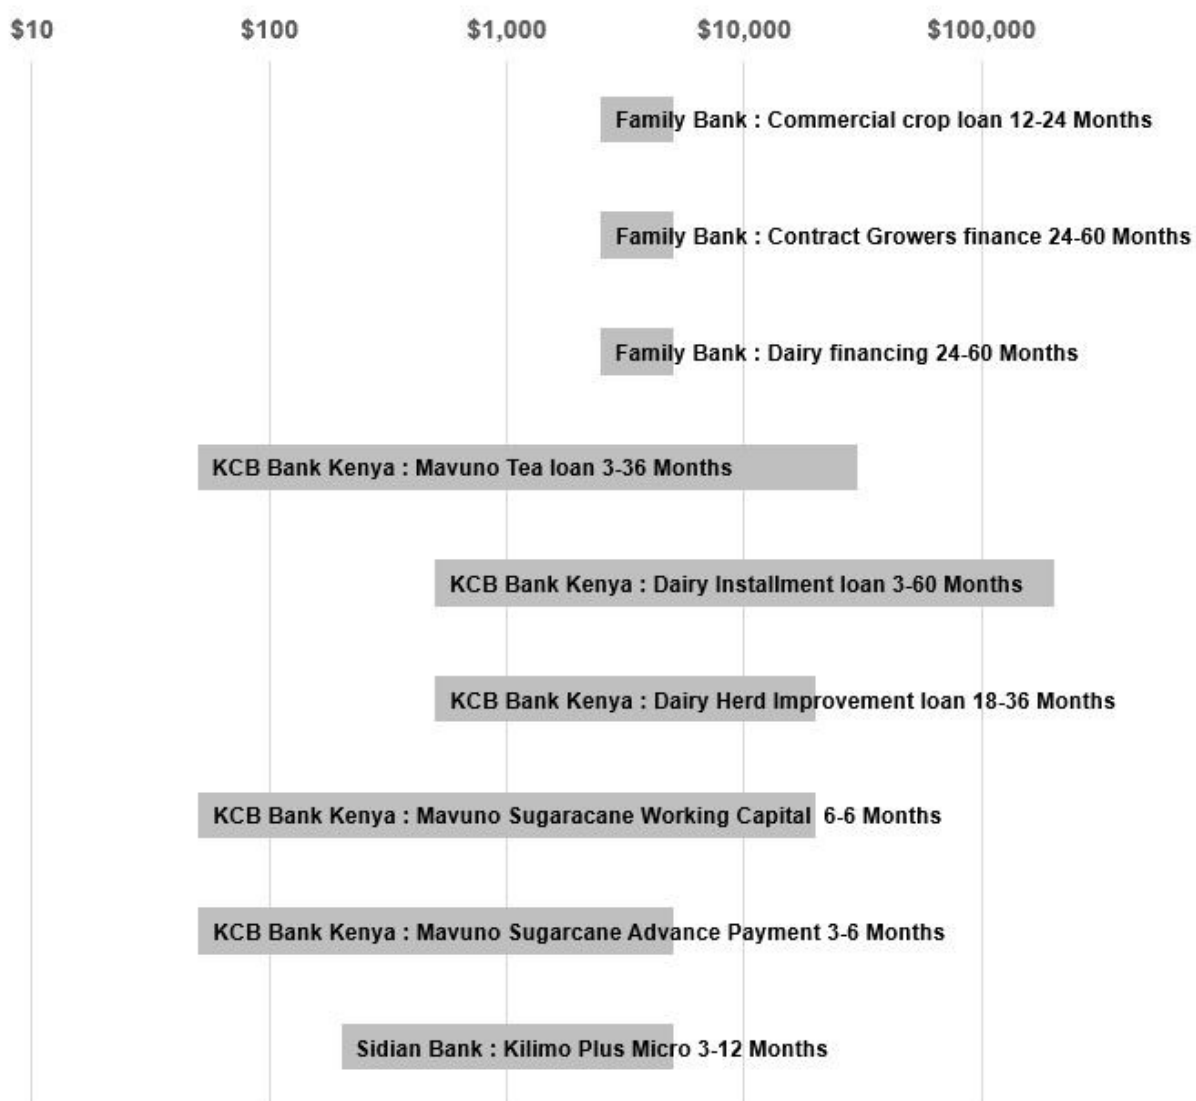 $10 $100 $1,000 $10,000 $100,000
Family Bank : Commercial crop loan 12-24 Months
Family Bank : Contract Growers finance 24-60 Months
Family Bank : Dairy financing 24-60 Months
KCB Bank Kenya : Mavuno Tea loan 3-36 Months
KCB Bank Kenya : Dairy Installment loan 3-60 Months
KCB Bank Kenya : Dairy Herd Improvement loan 18-36 Months
KCB Bank Kenya : Mavuno Sugaracane Working Capital 6-6 Months
KCB Bank Kenya : Mavuno Sugarcane Advance Payment 3-6 Months
Sidian Bank : Kilimo Plus Micro 3-12 Months